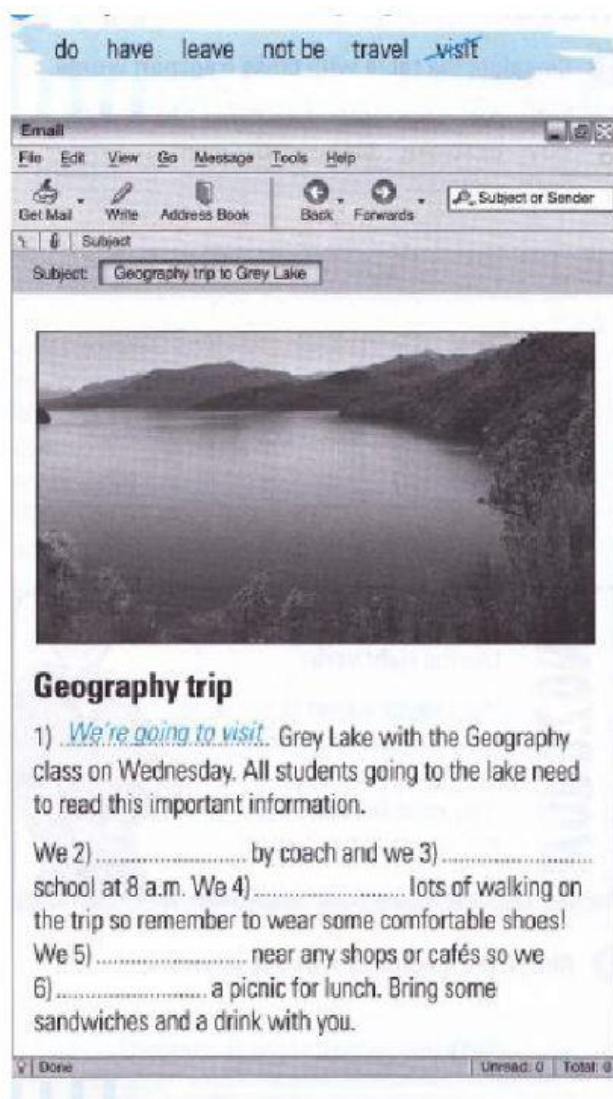 do have leave not be travel visit
Email
File Edit View Go Message Tools Help
Get Mail Write Address Book Back Forwards Subject or Sender
Subject
Subject: Geography trip to Grey Lake
Geography trip
1) We're going to visit Grey Lake with the Geography
class on Wednesday. All students going to the lake need
to read this important information.
We 2)........................ by coach and we 3)........................
school at 8 a.m. We 4)........................ lots of walking on
the trip so remember to wear some comfortable shoes!
We 5)........................ near any shops or cafés so we
6)........................ a picnic for lunch. Bring some
sandwiches and a drink with you.
Done Unread: 0 Total: 0